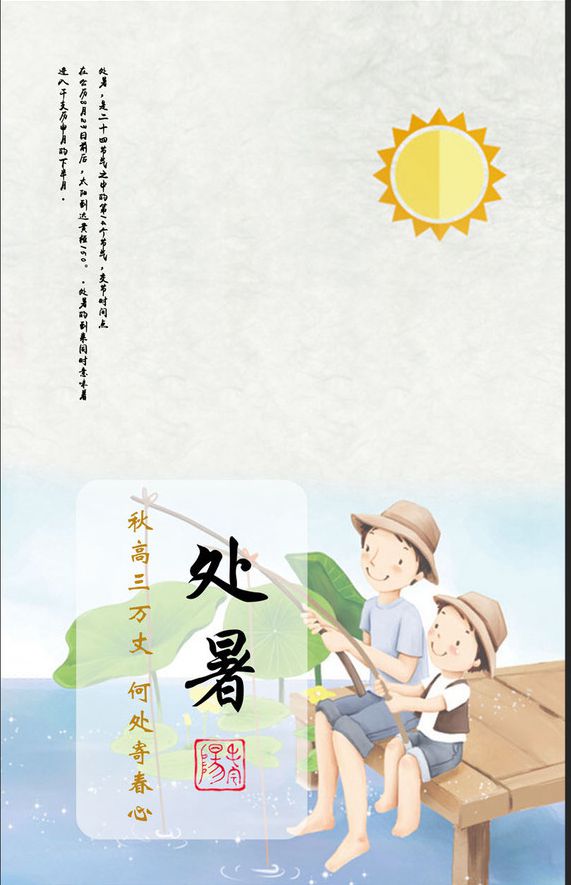 处暑，是二十四节气之中的第14个节气，交节时间点
在公历8月23日前后，太阳到达黄经150°。·处暑的到来同时意味着
进入干支历申月的下半月。
处暑
秋高三万丈 何处寄春心